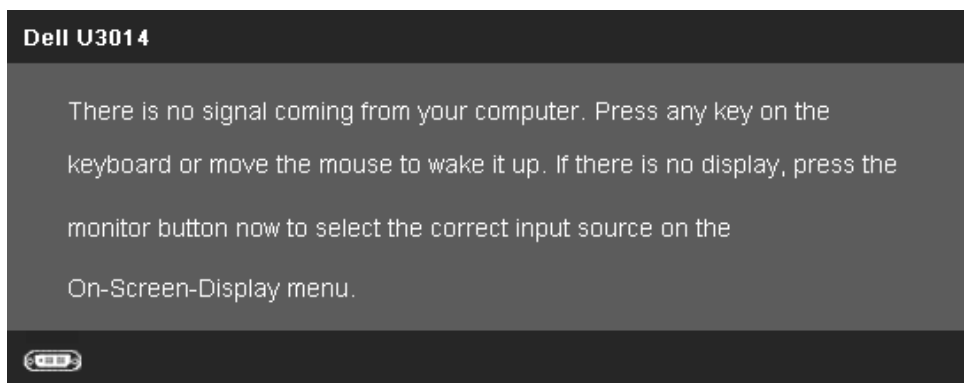 Dell U3014
There is no signal coming from your computer. Press any key on the
keyboard or move the mouse to wake it up. If there is no display, press the
monitor button now to select the correct input source on the
On-Screen-Display menu.